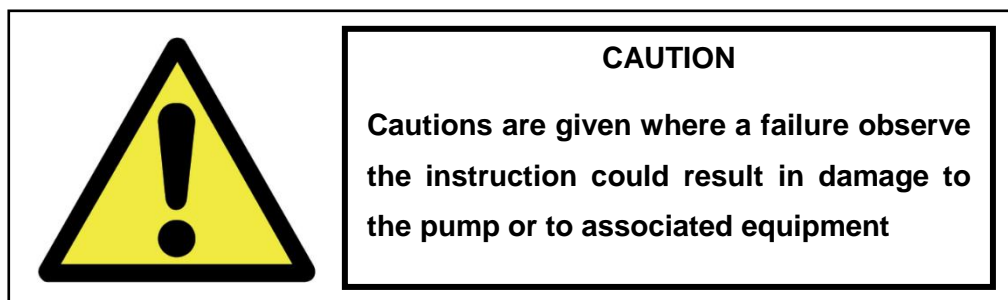 CAUTION
Cautions are given where a failure observe
the instruction could result in damage to
the pump or to associated equipment